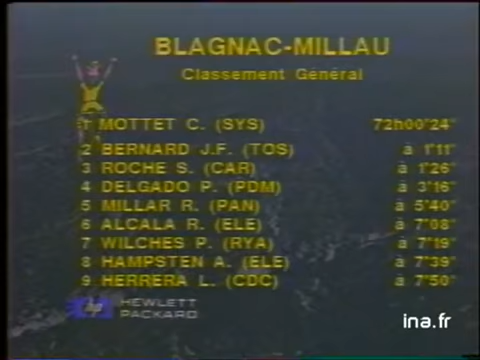 BLAGNAC-MILLAU
Classement Général
1 MOTTET C. (SYS) 72h00'24"
2 BERNARD J.F. (TOS) à 1'11"
3 ROCHE S. (CAR) à 1'26"
4 DELGADO P. (PDM) à 3'16"
5 MILLAR R. (PAN) à 5'40"
6 ALCALA R. (ELE) à 7'08"
7 WILCHES P. (RYA) à 7'19"
8 HAMPSTEN A. (ELE) à 7'39"
9 HERRERA L. (CDC) à 7'50"
hp HEWLETT
PACKARD
ina.fr